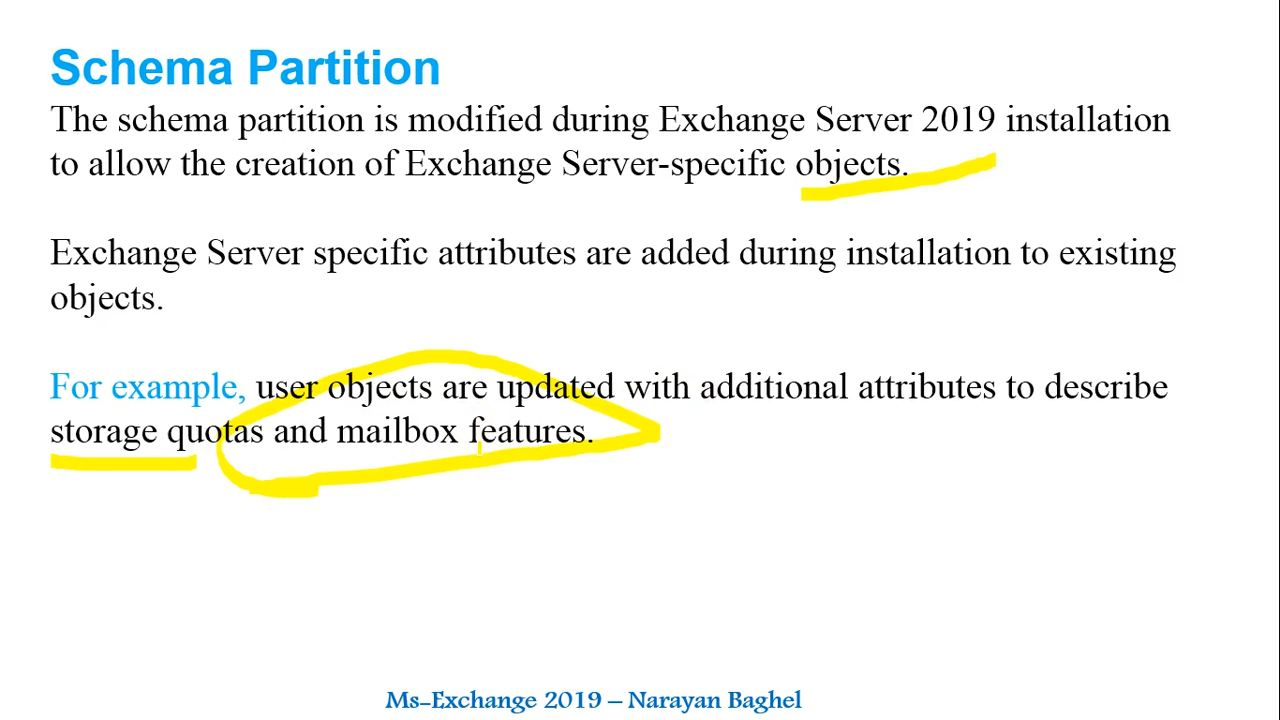 Schema Partition
The schema partition is modified during Exchange Server 2019 installation
to allow the creation of Exchange Server-specific objects.
Exchange Server specific attributes are added during installation to existing
objects.
For example, user objects are updated with additional attributes to describe
storage quotas and mailbox features.
Ms-Exchange 2019 – Narayan Baghel